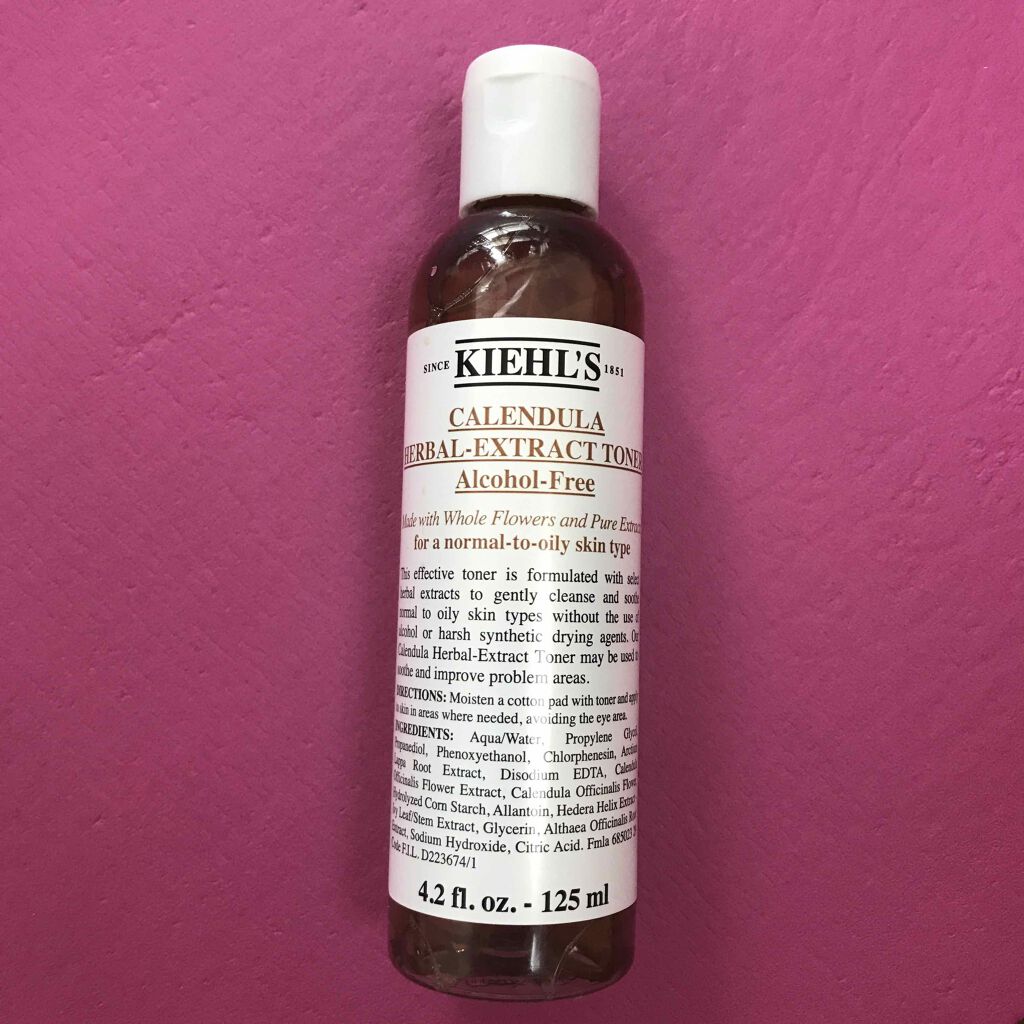 SINCE KIEHL'S 1851
CALENDULA
HERBAL-EXTRACT TONER
Alcohol-Free
Made with Whole Flowers and Pure Extracts
for a normal-to-oily skin type
This effective toner is formulated with select
herbal extracts to gently cleanse and soothe
normal to oily skin types without the use of
alcohol or harsh synthetic drying agents. Our
Calendula Herbal-Extract Toner may be used to
soothe and improve problem areas.
DIRECTIONS: Moisten a cotton pad with toner and apply
to skin in areas where needed, avoiding the eye area.
INGREDIENTS: Aqua/Water, Propylene Glycol,
Propanediol, Phenoxyethanol, Chlorphenesin, Arctium
Lappa Root Extract, Disodium EDTA, Calendula
Officinalis Flower Extract, Calendula Officinalis Flower,
Hydrolyzed Corn Starch, Allantoin, Hedera Helix Extract
Ivy Leaf/Stem Extract, Glycerin, Althaea Officinalis Root
Extract, Sodium Hydroxide, Citric Acid. Fmla 685023
Code F.I.L. D223674/1
4.2 fl. oz. - 125 ml